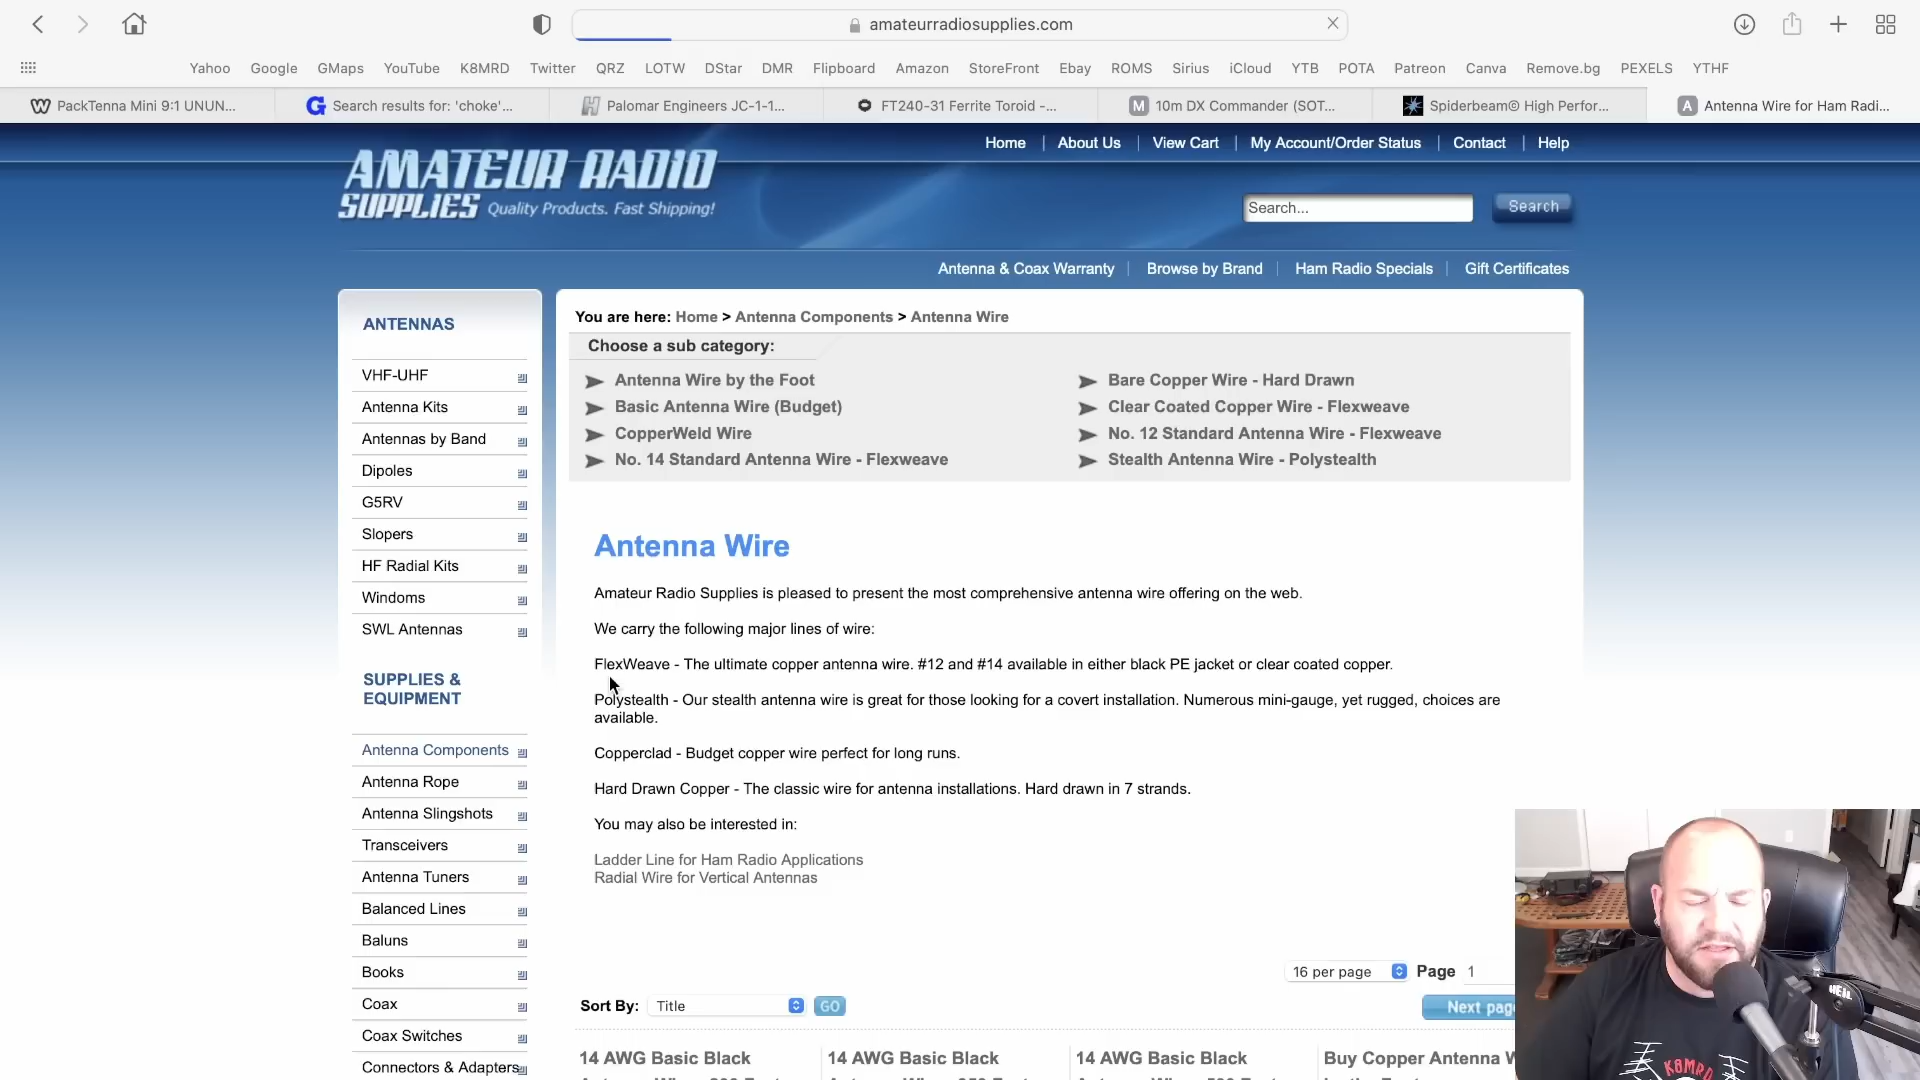 amateurradiosupplies.com
Yahoo Google GMaps YouTube K8MRD Twitter QRZ LOTW DStar DMR Flipboard Amazon StoreFront Ebay ROMS Sirius iCloud YTB POTA Patreon Canva Remove.bg PEXELS YTHF
PackTenna Mini 9:1 UNUN... Search results for: 'choke'... Palomar Engineers JC-1-1... FT240-31 Ferrite Toroid -... M 10m DX Commander (SOT... Spiderbeam© High Perfor... A Antenna Wire for Ham Radi...
Home About Us View Cart My Account/Order Status Contact Help
AMATEUR RADIO
SUPPLIES Quality Products. Fast Shipping!
Search... Search
Antenna & Coax Warranty Browse by Brand Ham Radio Specials Gift Certificates
ANTENNAS
VHF-UHF
Antenna Kits
Antennas by Band
Dipoles
G5RV
Slopers
HF Radial Kits
Windoms
SWL Antennas
SUPPLIES &
EQUIPMENT
Antenna Components
Antenna Rope
Antenna Slingshots
Transceivers
Antenna Tuners
Balanced Lines
Baluns
Books
Coax
Coax Switches
Connectors & Adapters
You are here: Home > Antenna Components > Antenna Wire
Choose a sub category:
Antenna Wire by the Foot Bare Copper Wire - Hard Drawn
Basic Antenna Wire (Budget) Clear Coated Copper Wire - Flexweave
CopperWeld Wire No. 12 Standard Antenna Wire - Flexweave
No. 14 Standard Antenna Wire - Flexweave Stealth Antenna Wire - Polystealth
Antenna Wire
Amateur Radio Supplies is pleased to present the most comprehensive antenna wire offering on the web.
We carry the following major lines of wire:
FlexWeave - The ultimate copper antenna wire. #12 and #14 available in either black PE jacket or clear coated copper.
Polystealth - Our stealth antenna wire is great for those looking for a covert installation. Numerous mini-gauge, yet rugged, choices are
available.
Copperclad - Budget copper wire perfect for long runs.
Hard Drawn Copper - The classic wire for antenna installations. Hard drawn in 7 strands.
You may also be interested in:
Ladder Line for Ham Radio Applications
Radial Wire for Vertical Antennas
16 per page Page 1
Sort By: Title GO Next pag
14 AWG Basic Black 14 AWG Basic Black 14 AWG Basic Black Buy Copper Antenna
HEIL
K8MRD